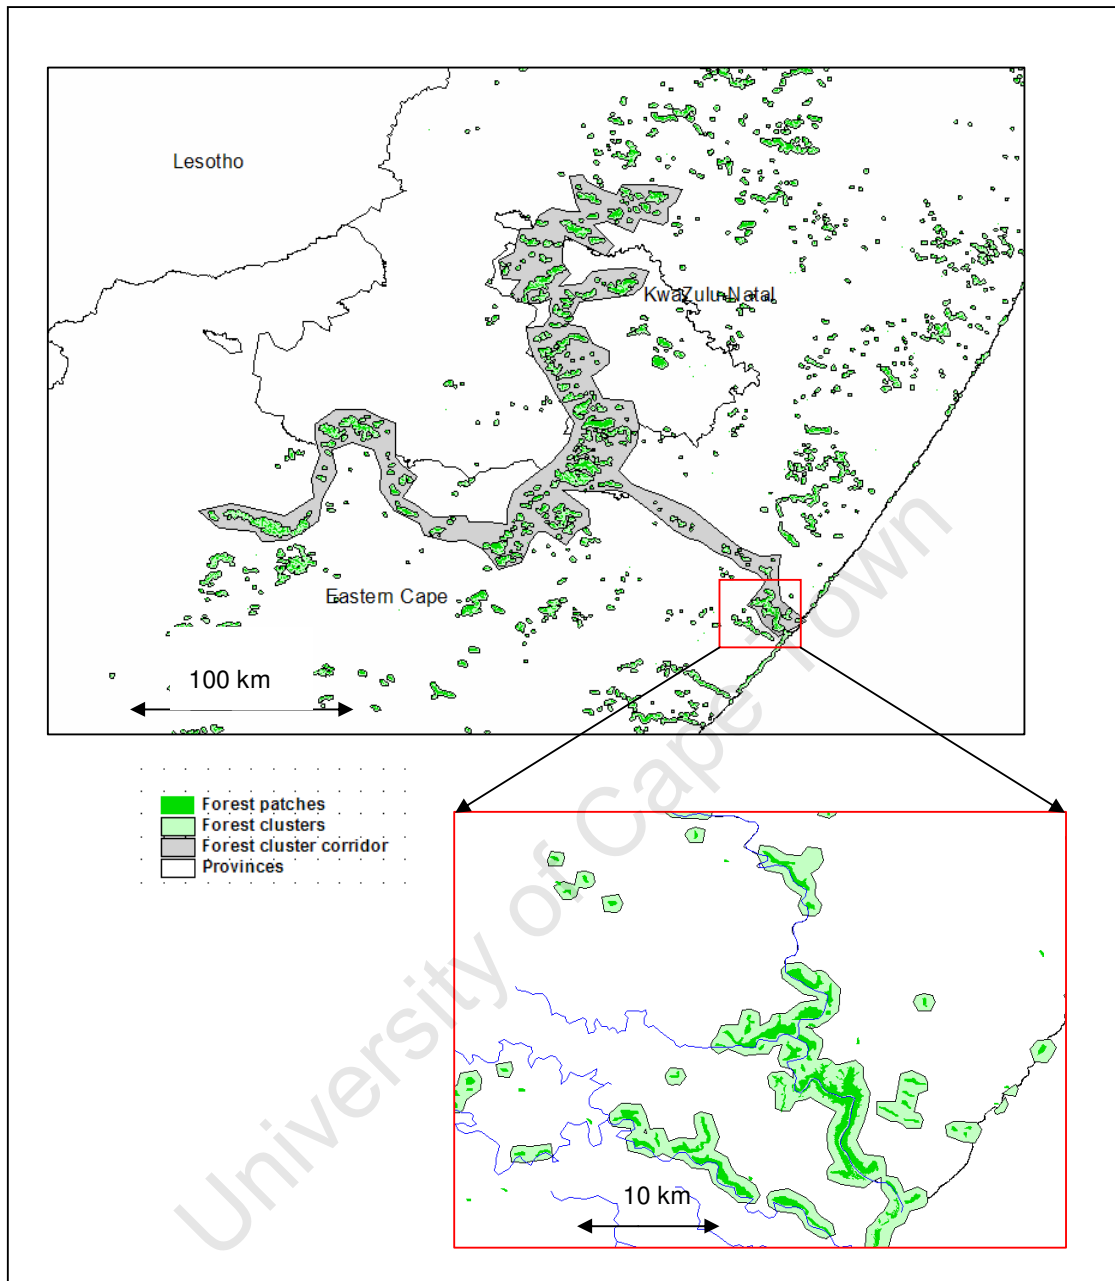 Lesotho
KwaZulu-Natal
Eastern Cape
100 km
Forest patches
Forest clusters
Forest cluster corridor
Provinces
10 km
University of Cape Town